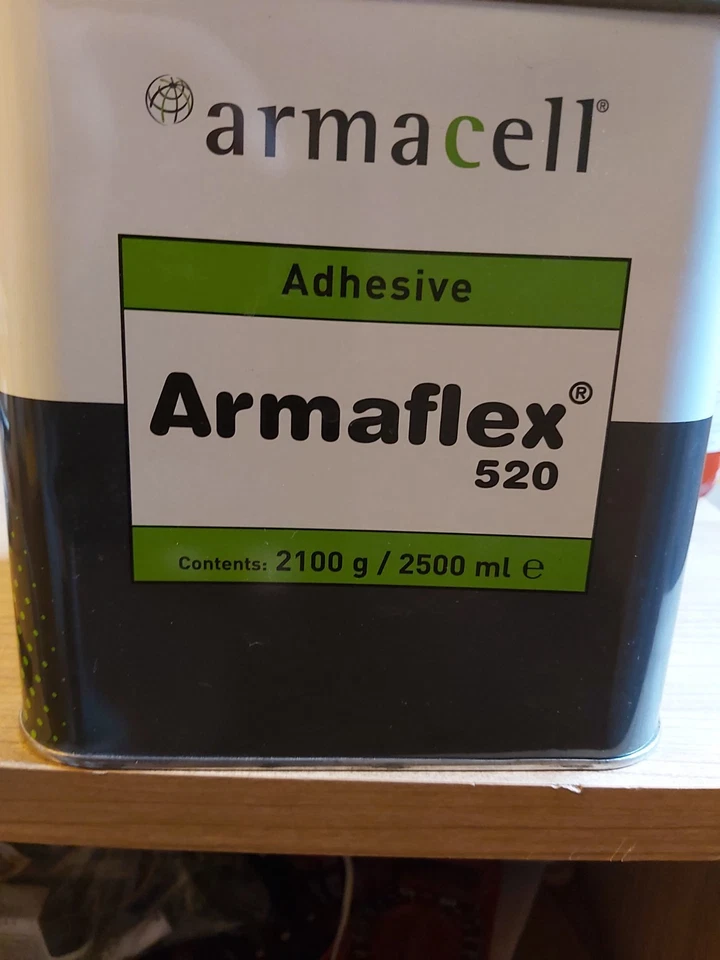 armacell®
Adhesive
Armaflex®
520
Contents: 2100 g / 2500 ml ℮